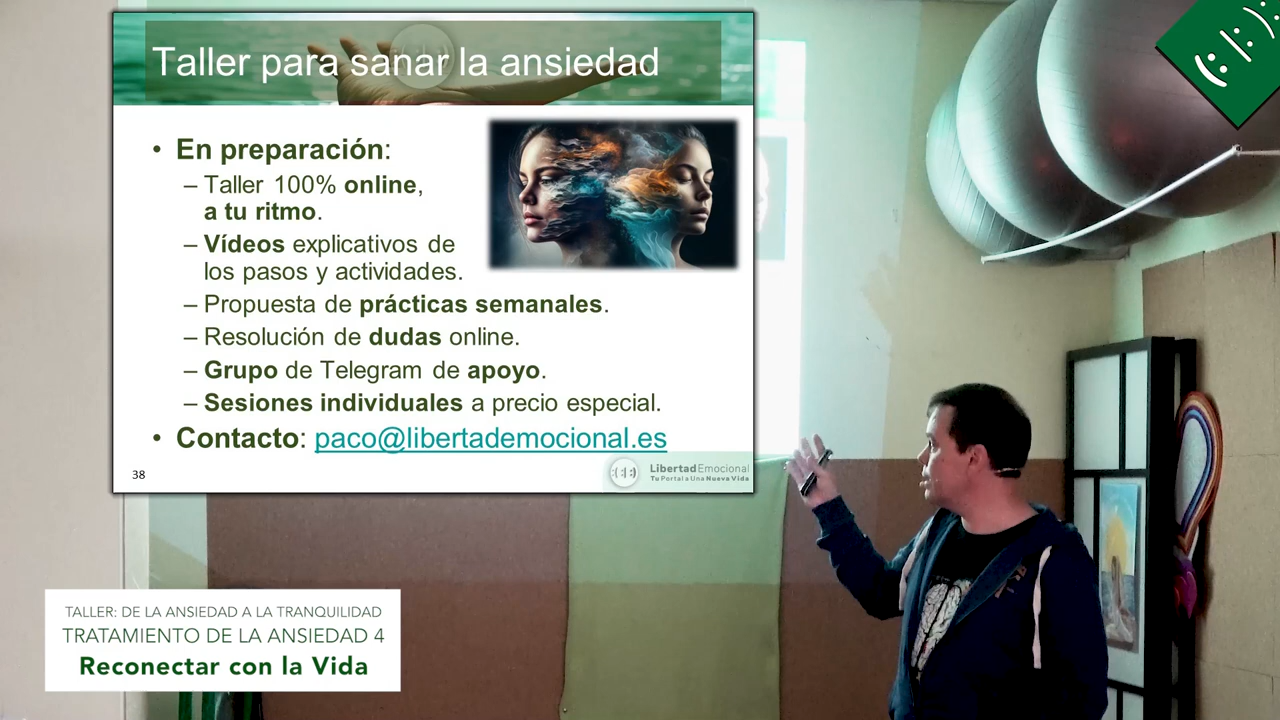 Taller para sanar la ansiedad
• En preparación:
– Taller 100% online,
a tu ritmo.
– Vídeos explicativos de
los pasos y actividades.
– Propuesta de prácticas semanales.
– Resolución de dudas online.
– Grupo de Telegram de apoyo.
– Sesiones individuales a precio especial.
• Contacto: paco@libertademocional.es
38
LibertadEmocional
Tu Portal a Una Nueva Vida
TALLER: DE LA ANSIEDAD A LA TRANQUILIDAD
TRATAMIENTO DE LA ANSIEDAD 4
Reconectar con la Vida